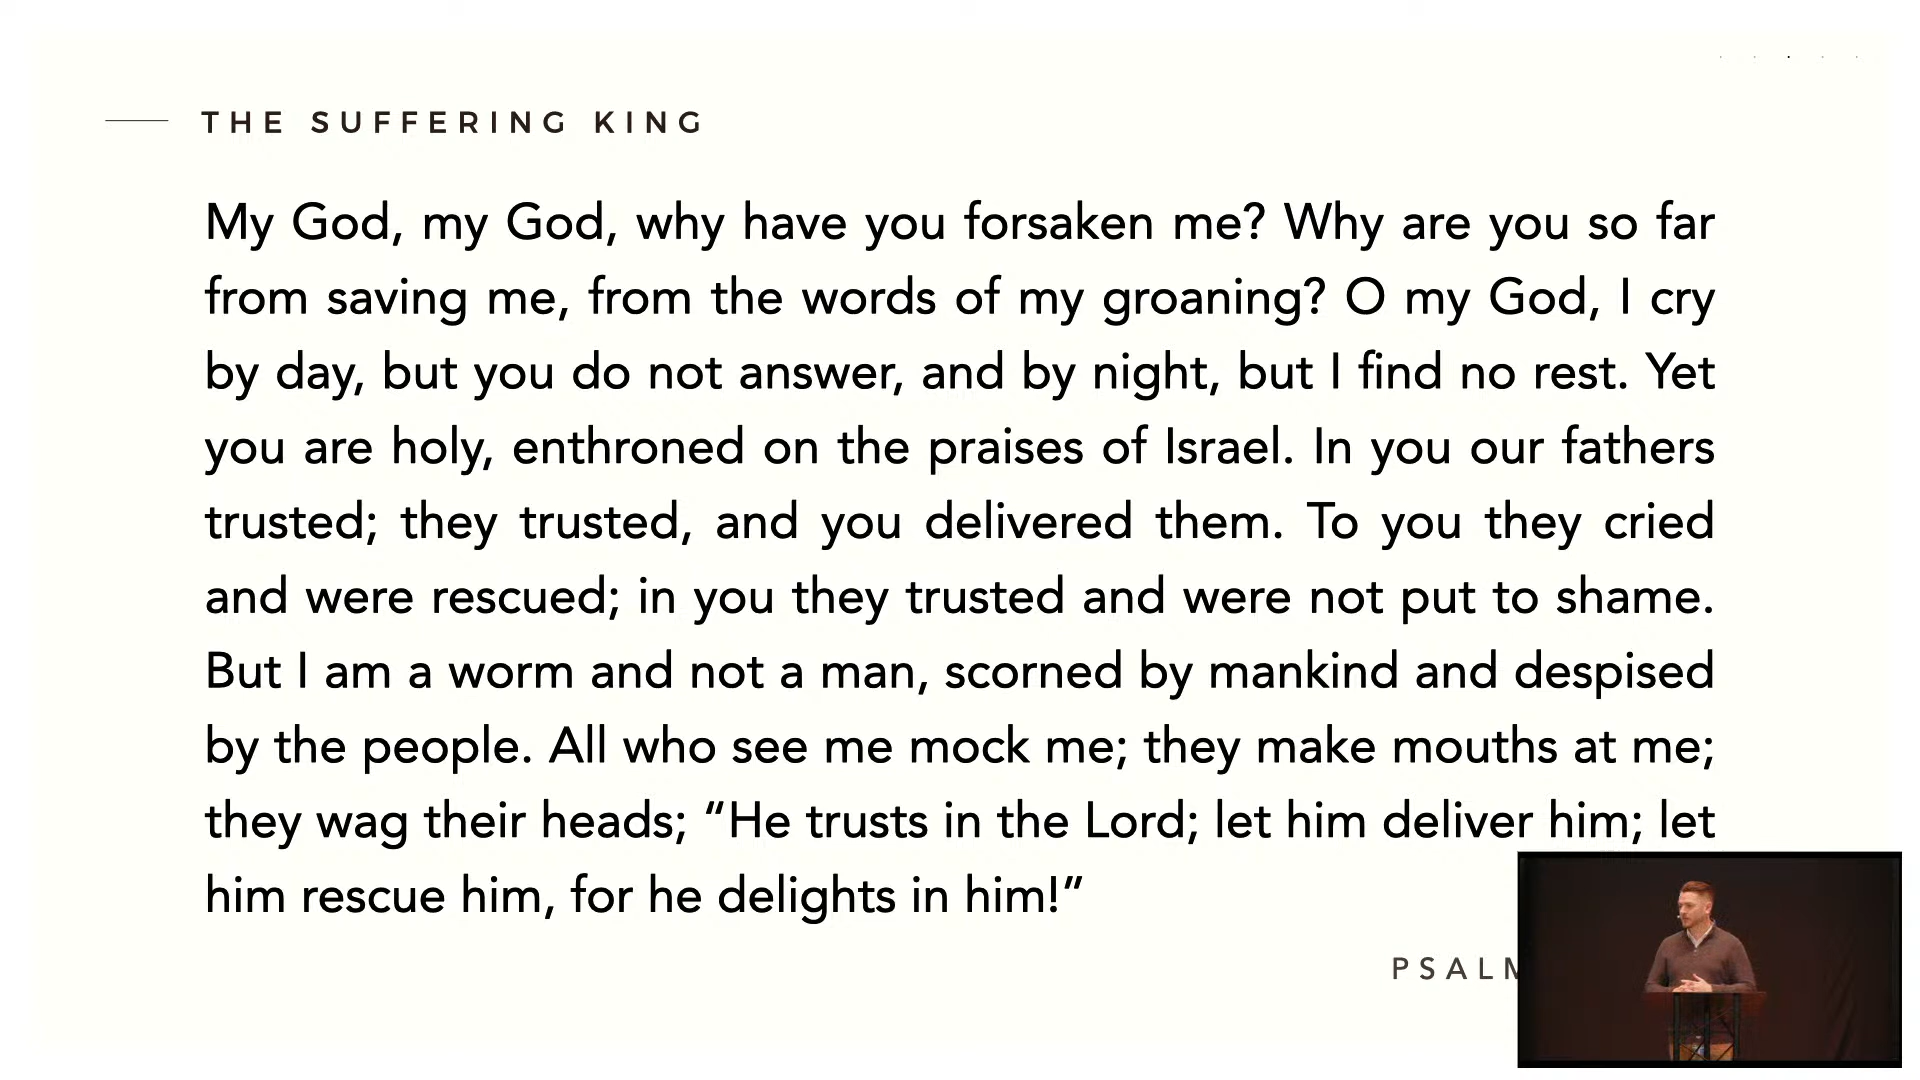 THE SUFFERING KING
My God, my God, why have you forsaken me? Why are you so far
from saving me, from the words of my groaning? O my God, I cry
by day, but you do not answer, and by night, but I find no rest. Yet
you are holy, enthroned on the praises of Israel. In you our fathers
trusted; they trusted, and you delivered them. To you they cried
and were rescued; in you they trusted and were not put to shame.
But I am a worm and not a man, scorned by mankind and despised
by the people. All who see me mock me; they make mouths at me;
they wag their heads; “He trusts in the Lord; let him deliver him; let
him rescue him, for he delights in him!”